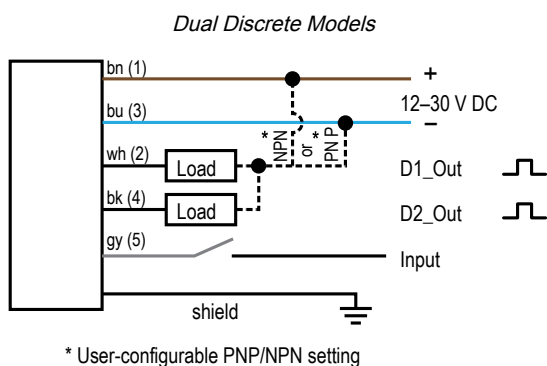 Dual Discrete Models
bn (1)
+
12–30 V DC
bu (3)
–
* NPN
or
* PNP
wh (2)
Load
D1_Out
bk (4)
Load
D2_Out
gy (5)
Input
shield
* User-configurable PNP/NPN setting